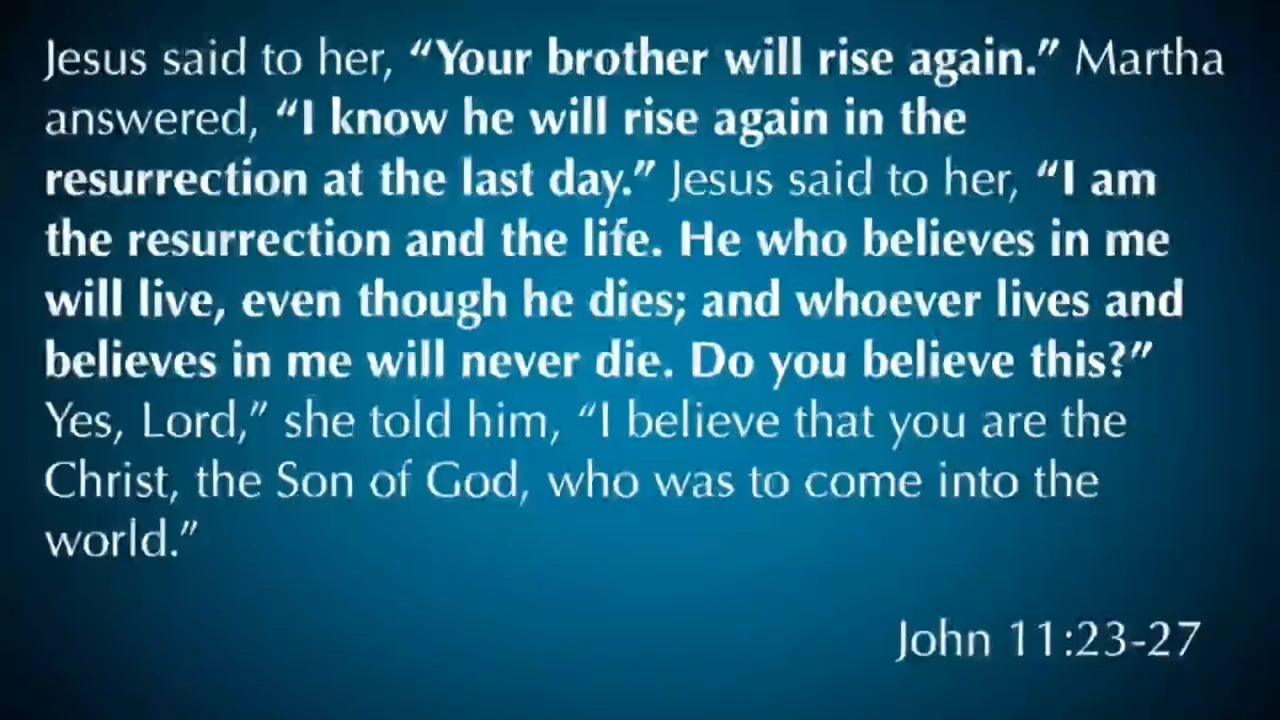 Jesus said to her, “Your brother will rise again.” Martha
answered, “I know he will rise again in the
resurrection at the last day.” Jesus said to her, “I am
the resurrection and the life. He who believes in me
will live, even though he dies; and whoever lives and
believes in me will never die. Do you believe this?”
Yes, Lord,” she told him, “I believe that you are the
Christ, the Son of God, who was to come into the
world.”
John 11:23-27